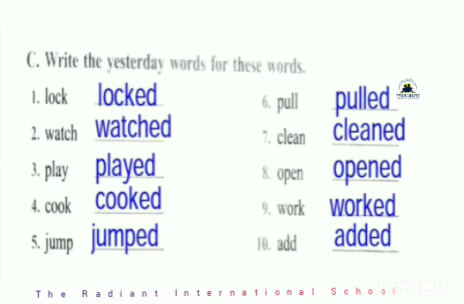 C. Write the yesterday words for these words.
1. lock locked
2. watch watched
3. play played
4. cook cooked
5. jump jumped
6. pull pulled
7. clean cleaned
8. open opened
9. work worked
10. add added
The Radiant International School